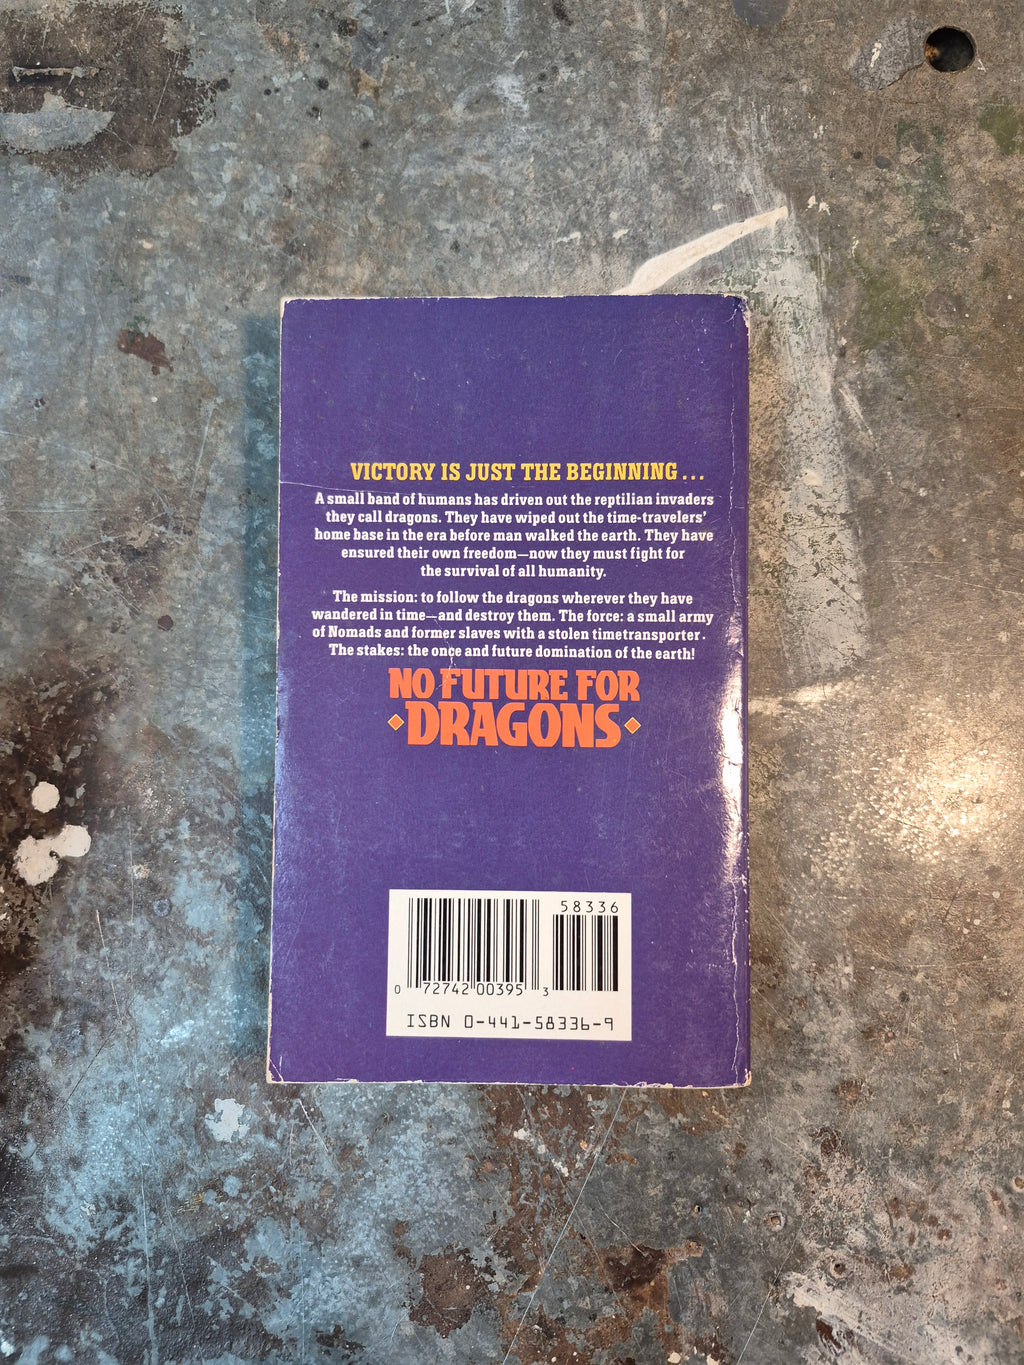 VICTORY IS JUST THE BEGINNING . . .
A small band of humans has driven out the reptilian invaders
they call dragons. They have wiped out the time-travelers'
home base in the era before man walked the earth. They have
ensured their own freedom—now they must fight for
the survival of all humanity.
The mission: to follow the dragons wherever they have
wandered in time—and destroy them. The force: a small army
of Nomads and former slaves with a stolen timetransporter.
The stakes: the once and future domination of the earth!
NO FUTURE FOR
DRAGONS
58336
0 72742 00395 3
ISBN 0-441-58336-9